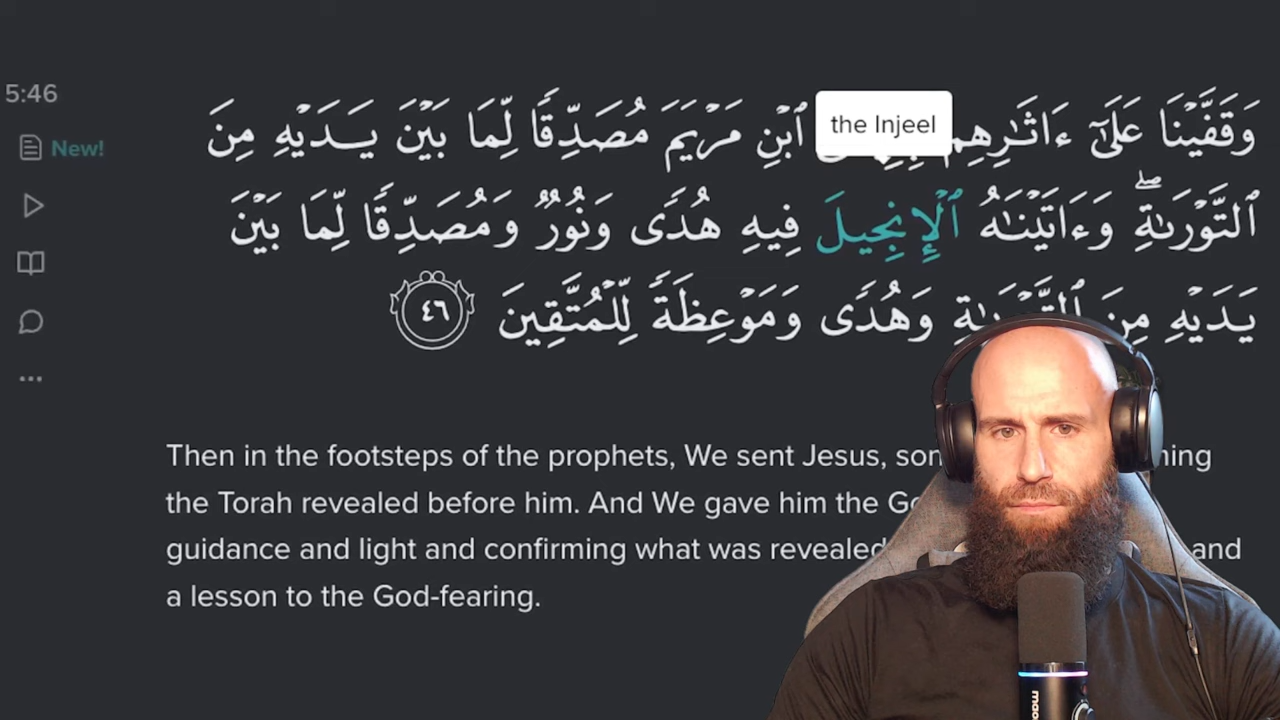 5:46
New!
the Injeel
وَقَفَّيْنَا عَلَىٰٓ ءَاثَـٰرِهِم ٱبْنِ مَرْيَمَ مُصَدِّقًا لِّمَا بَيْنَ يَدَيْهِ مِنَ
ٱلتَّوْرَىٰةِ ۖ وَءَاتَيْنَـٰهُ ٱلْإِنجِيلَ فِيهِ هُدًى وَنُورٌ وَمُصَدِّقًا لِّمَا بَيْنَ
يَدَيْهِ مِنَ ٱلتَّوْرَىٰةِ وَهُدًى وَمَوْعِظَةً لِّلْمُتَّقِينَ ٤٦
Then in the footsteps of the prophets, We sent Jesus,
the Torah revealed before him. And We gave him the
guidance and light and confirming what was revealed and
a lesson to the God-fearing.